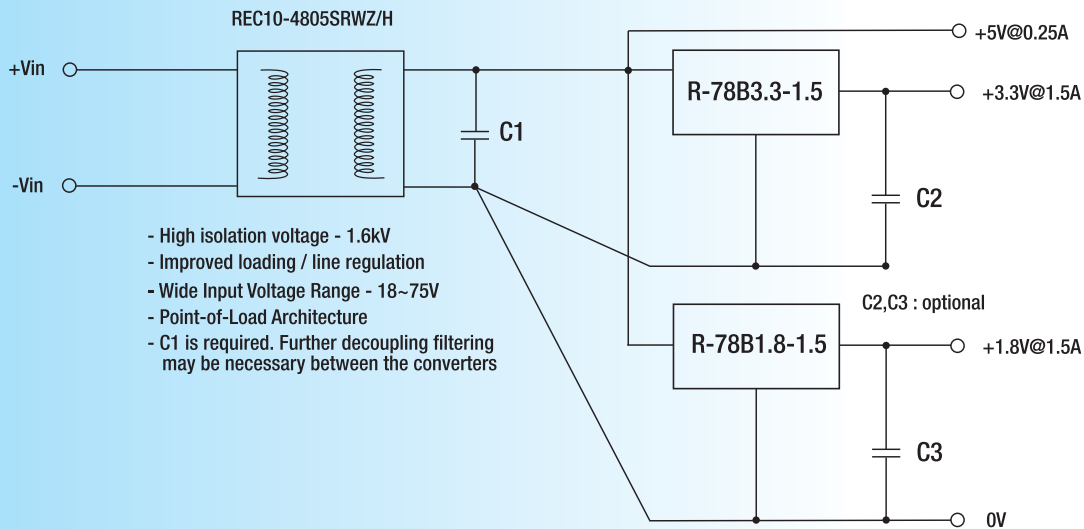 REC10-4805SRWZ/H
+5V@0.25A
+Vin
R-78B3.3-1.5
+3.3V@1.5A
C1
-Vin
C2
- High isolation voltage - 1.6kV
- Improved loading / line regulation
- Wide Input Voltage Range - 18~75V
- Point-of-Load Architecture
- C1 is required. Further decoupling filtering
may be necessary between the converters
C2,C3 : optional
R-78B1.8-1.5
+1.8V@1.5A
C3
0V